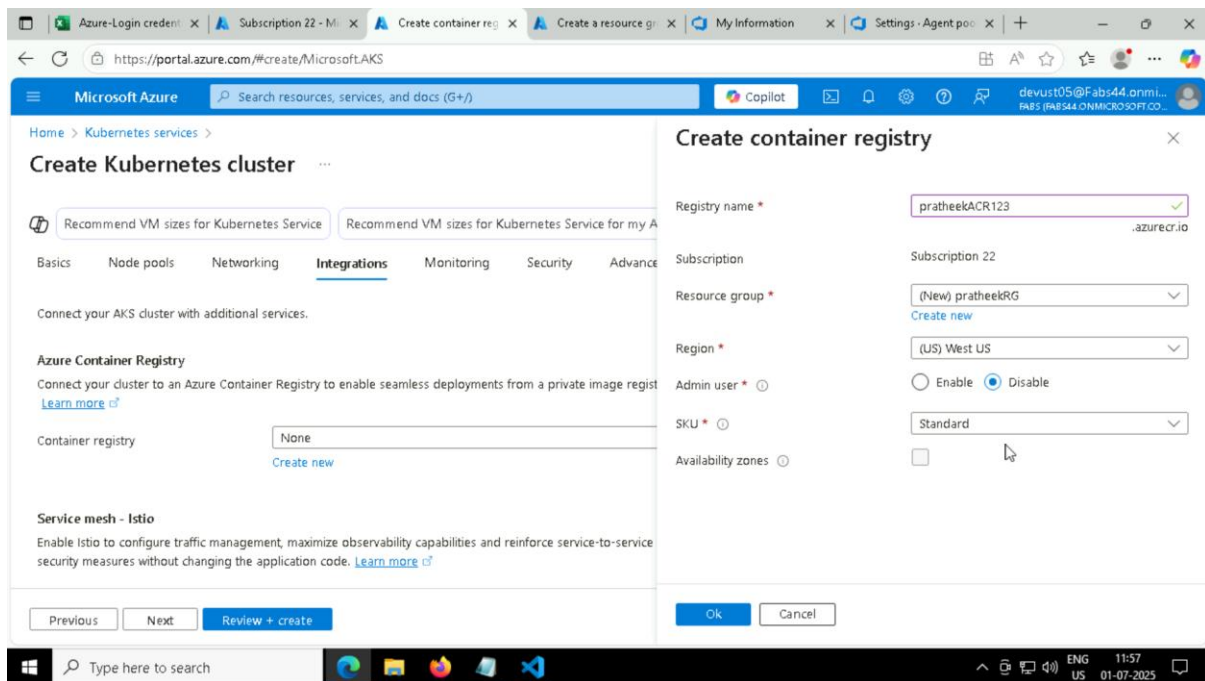 Azure-Login credent
Subscription 22 - Mi
Create container reg
Create a resource gr
My Information
Settings · Agent poo
https://portal.azure.com/#create/Microsoft.AKS
Microsoft Azure
Search resources, services, and docs (G+/)
Copilot
devust05@Fabs44.onmi...
FABS (FABS44.ONMICROSOFT.CO...
Home > Kubernetes services >
Create Kubernetes cluster ...
Recommend VM sizes for Kubernetes Service
Recommend VM sizes for Kubernetes Service for my A
Basics Node pools Networking Integrations Monitoring Security Advance
Connect your AKS cluster with additional services.
Azure Container Registry
Connect your cluster to an Azure Container Registry to enable seamless deployments from a private image regist
Learn more
Container registry None
Create new
Service mesh - Istio
Enable Istio to configure traffic management, maximize observability capabilities and reinforce service-to-service
security measures without changing the application code. Learn more
Previous Next Review + create
Create container registry
Registry name * pratheekACR123
.azurecr.io
Subscription Subscription 22
Resource group * (New) pratheekRG
Create new
Region * (US) West US
Admin user * Enable Disable
SKU * Standard
Availability zones
Ok Cancel
Type here to search
ENG 11:57
US 01-07-2025